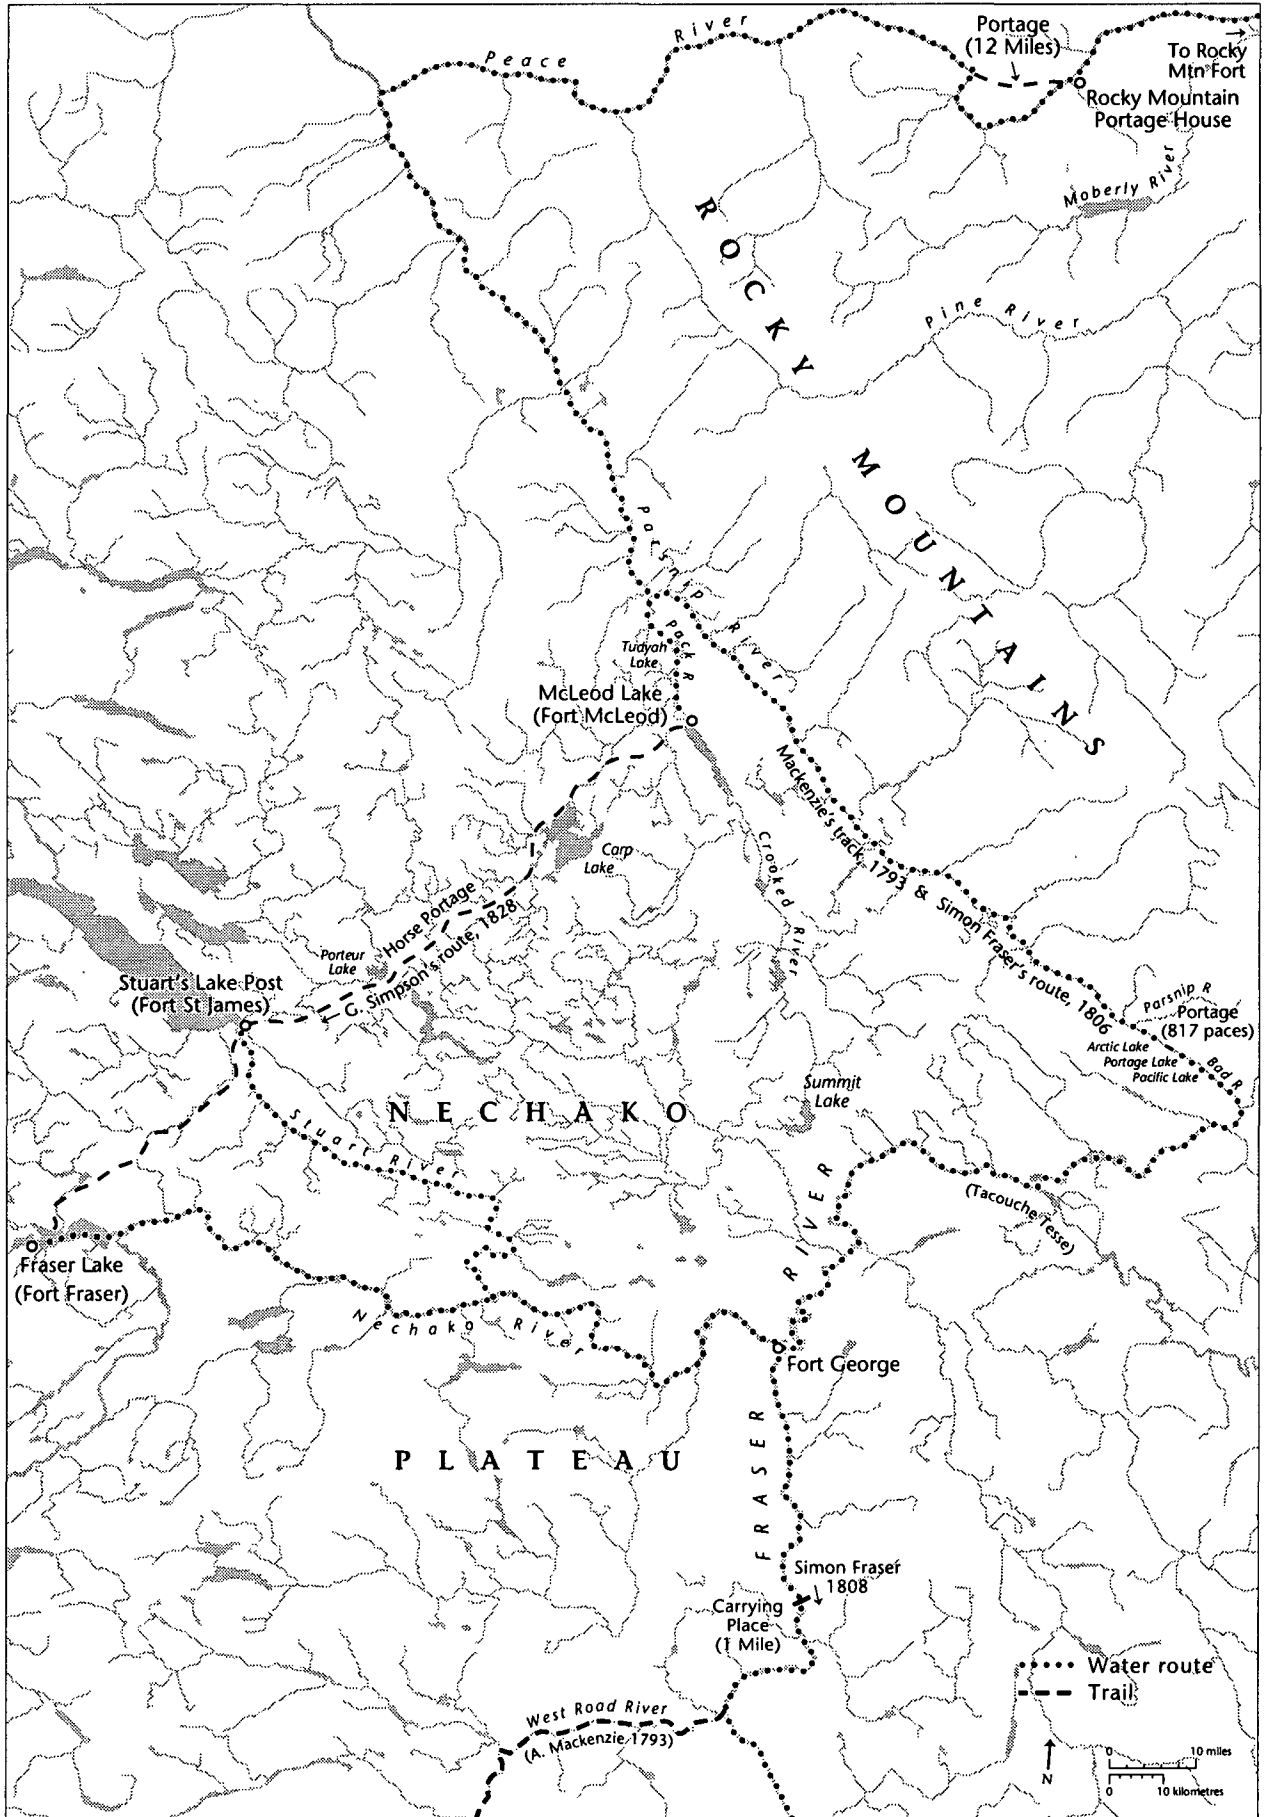 Portage
(12 Miles)
Peace River
To Rocky
Mtn Fort
Rocky Mountain
Portage House
Moberly River
ROCKY
Pine River
MOUNTAINS
Parsnip River
Pack R
Tudyah
Lake
McLeod Lake
(Fort McLeod)
Mackenzie's track, 1793 & Simon Fraser's route, 1806
Crooked River
Carp
Lake
Horse Portage
G. Simpson's route, 1828
Porteur
Lake
Stuart's Lake Post
(Fort St James)
Parsnip R
Portage
(817 paces)
Arctic Lake
Portage Lake
Pacific Lake
Bad R
Summit
Lake
NECHAKO
Stuart River
(Tacouche Tesse)
Fraser Lake
(Fort Fraser)
Nechako River
Fort George
FRASER RIVER
PLATEAU
Simon Fraser
1808
Carrying
Place
(1 Mile)
Water route
Trail
West Road River
(A. Mackenzie 1793)
N
0 10 miles
0 10 kilometres